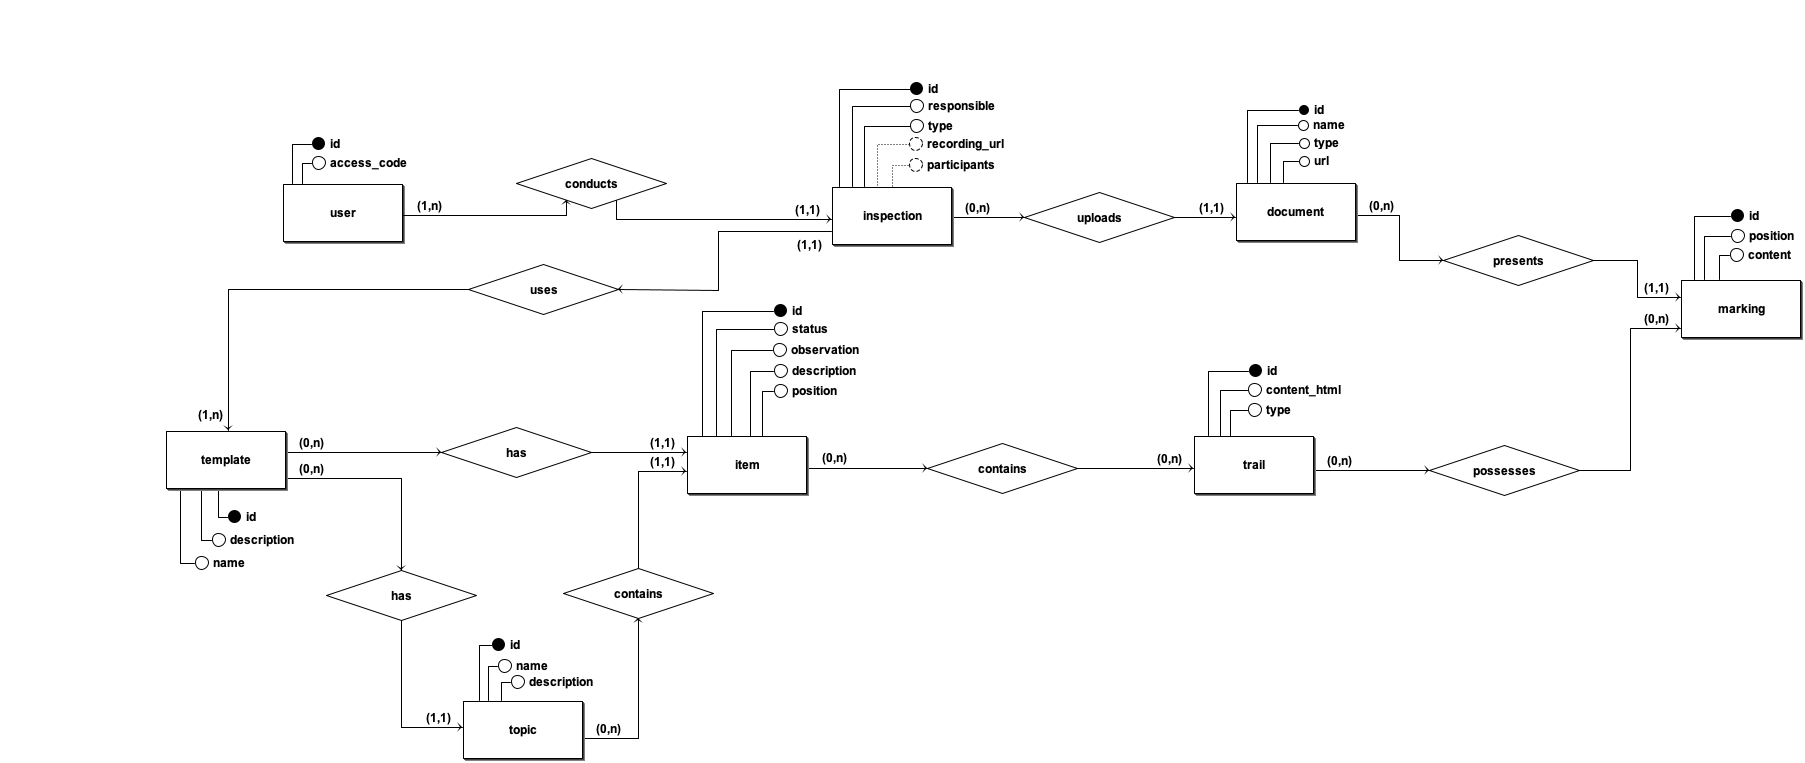 id
responsible
type
recording_url
participants
id
name
type
url
id
access_code
conducts
user
(1,n)
(1,1)
inspection
(0,n)
uploads
(1,1)
document
(0,n)
id
position
content
(1,1)
uses
presents
(1,1)
marking
(0,n)
id
status
observation
description
position
id
content_html
type
(1,n)
template
(0,n)
has
(1,1)
(0,n)
(1,1)
item
(0,n)
contains
(0,n)
trail
(0,n)
possesses
id
description
name
has
contains
id
name
description
(1,1)
topic
(0,n)